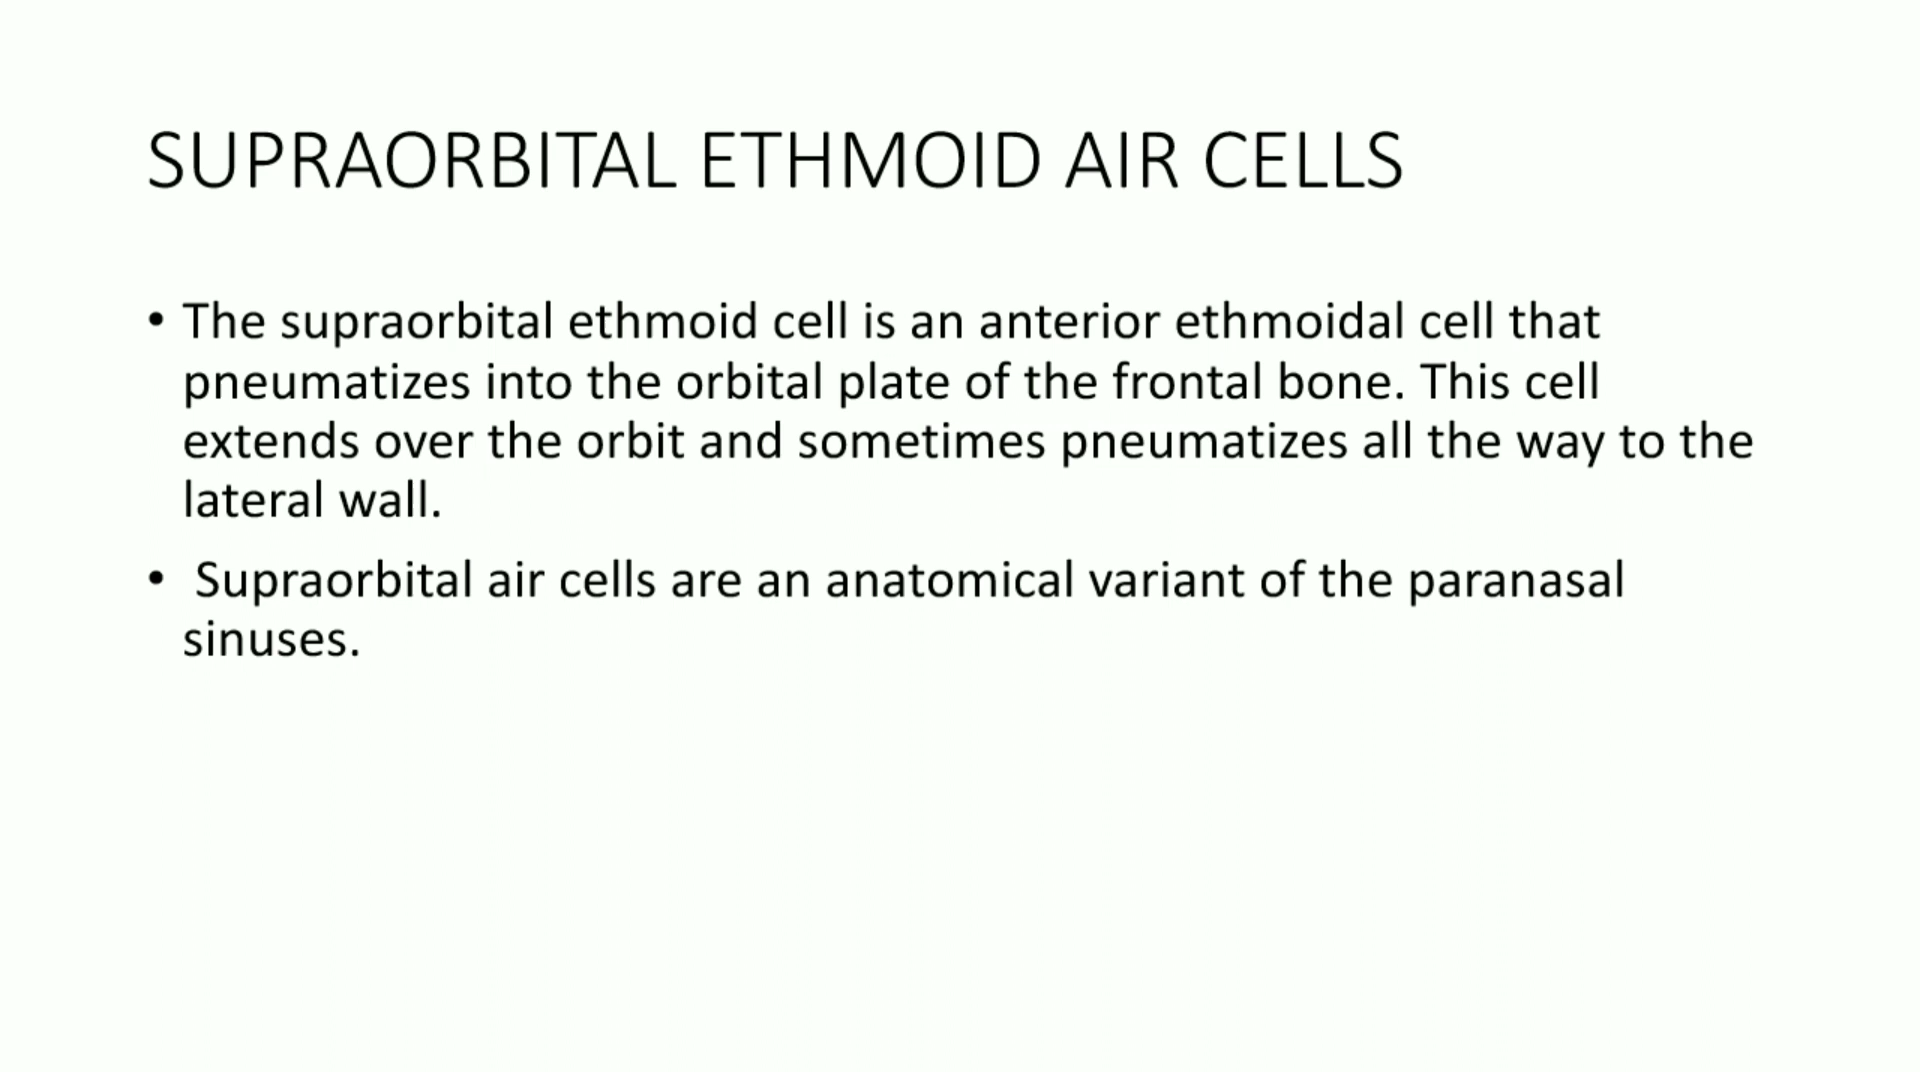 SUPRAORBITAL ETHMOID AIR CELLS
• The supraorbital ethmoid cell is an anterior ethmoidal cell that
pneumatizes into the orbital plate of the frontal bone. This cell
extends over the orbit and sometimes pneumatizes all the way to the
lateral wall.
• Supraorbital air cells are an anatomical variant of the paranasal
sinuses.